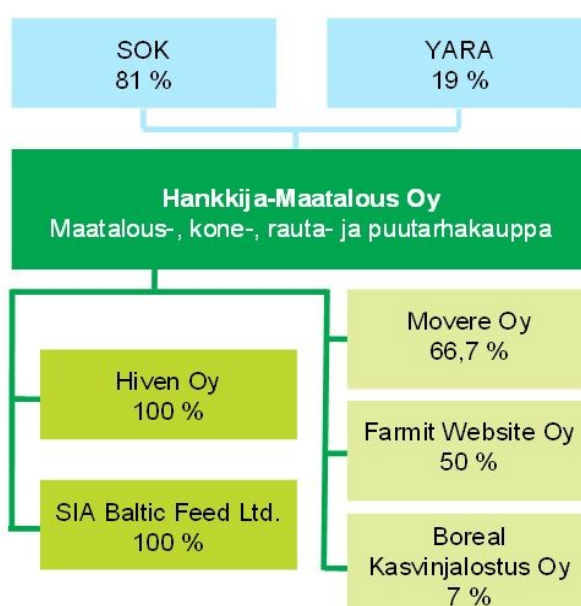 SOK
81 %
YARA
19 %
Hankkija-Maatalous Oy
Maatalous-, kone-, rauta- ja puutarhakauppa
Hiven Oy
100 %
SIA Baltic Feed Ltd.
100 %
Movere Oy
66,7 %
Farmit Website Oy
50 %
Boreal
Kasvinjalostus Oy
7 %